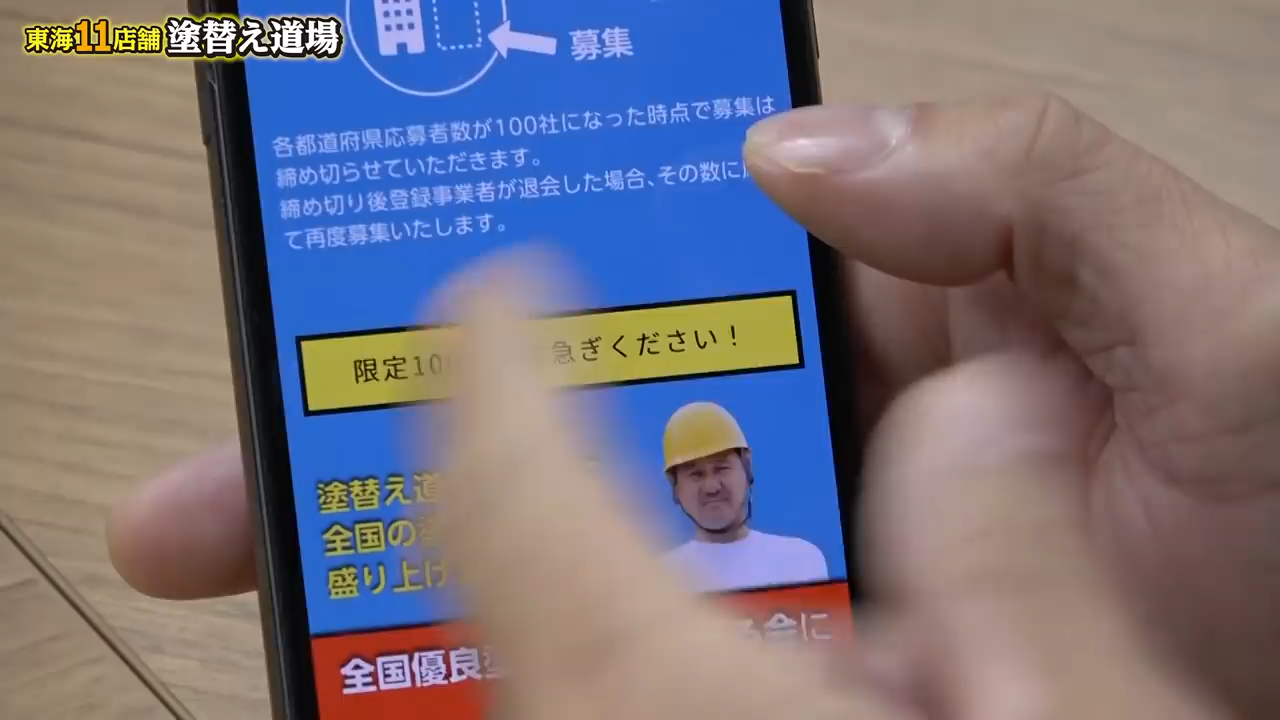 東海11店舗 塗替え道場
募集
各都道府県応募者数が100社になった時点で募集は
締め切らせていただきます。
締め切り後登録事業者が退会した場合、その数に
て再度募集いたします。
限定10 急ぎください！
塗替え道
全国の
盛り上げ
全国優良 会に